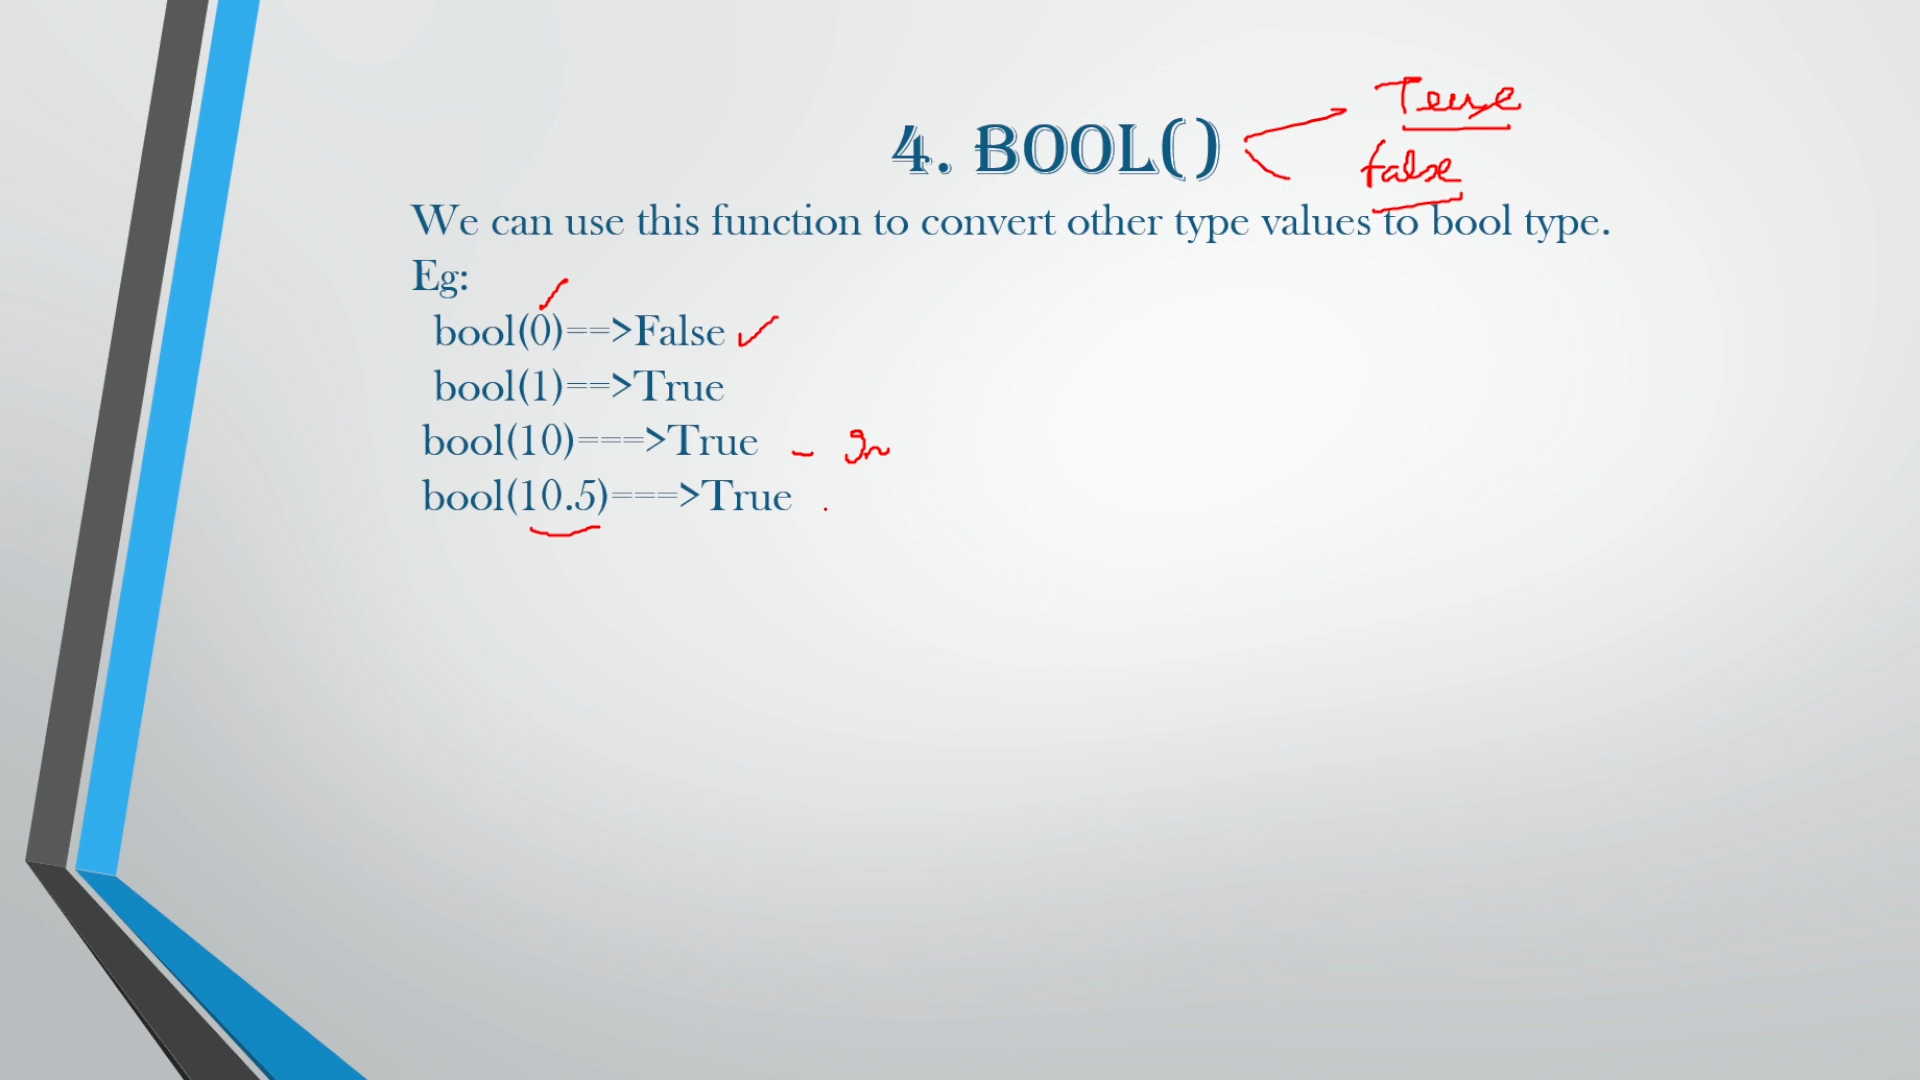 4. BOOL() True
false
We can use this function to convert other type values to bool type.
Eg:
bool(0)==>False
bool(1)==>True
bool(10)===>True - In
bool(10.5)===>True